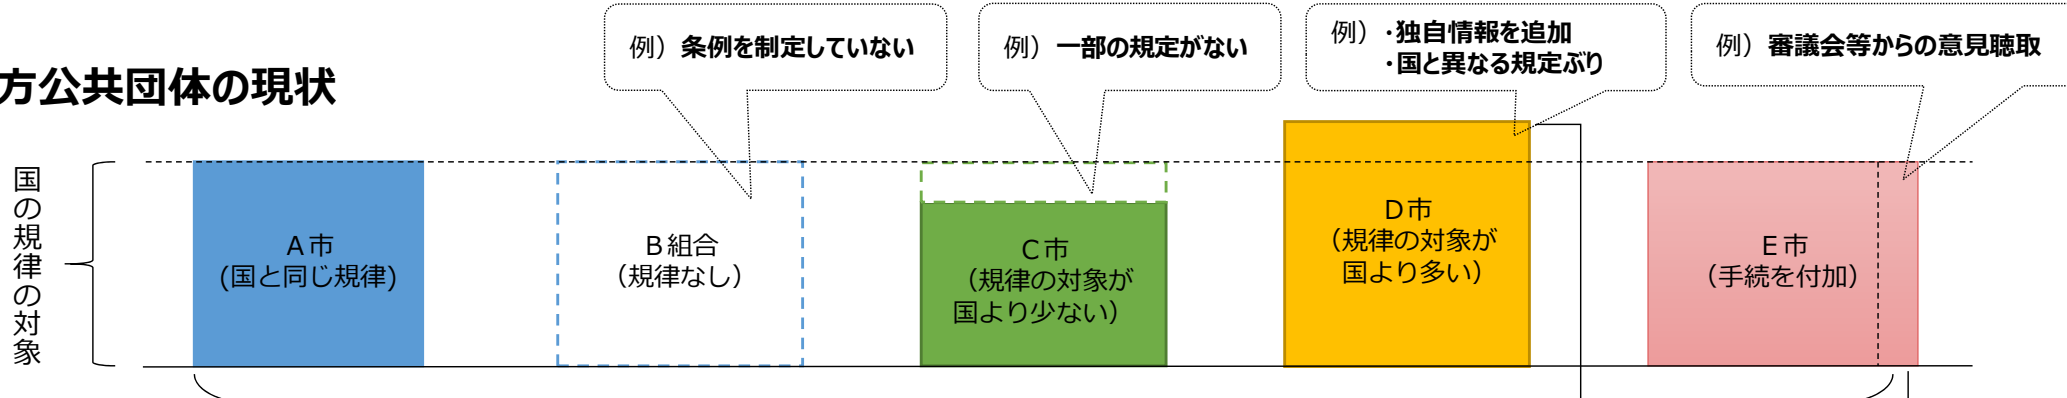 方公共団体の現状
例）条例を制定していない
例）一部の規定がない
例）・独自情報を追加
・国と異なる規定ぶり
例）審議会等からの意見聴取
国の規律の対象
A市
(国と同じ規律)
B組合
（規律なし）
C市
（規律の対象が
国より少ない）
D市
（規律の対象が
国より多い）
E市
（手続を付加）